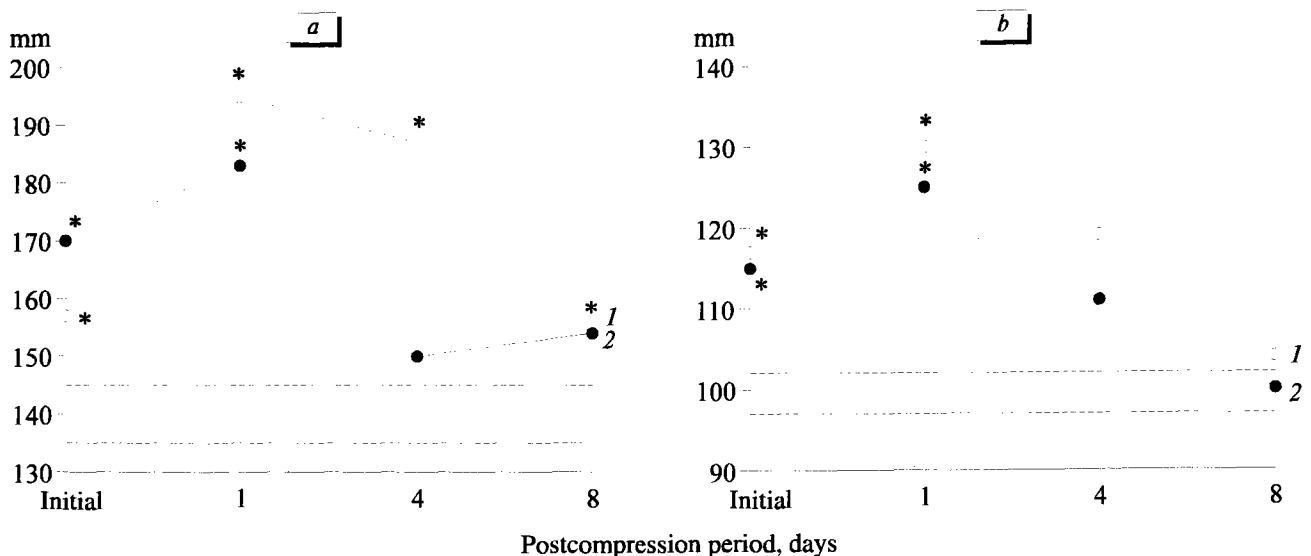 a
mm
200
190
180
170
160
150
140
130
Initial 1 4 8
* * * * * *
1
2
b
mm
140
130
120
110
100
90
Initial 1 4 8
* * * *
1
2
Postcompression period, days